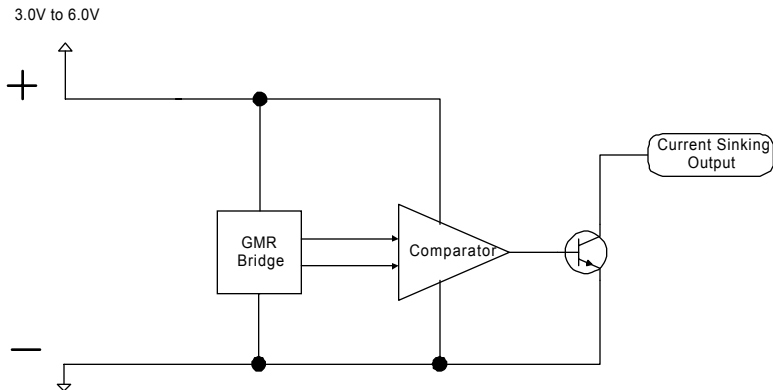 3.0V to 6.0V
+
Current Sinking
Output
GMR
Bridge
Comparator
—